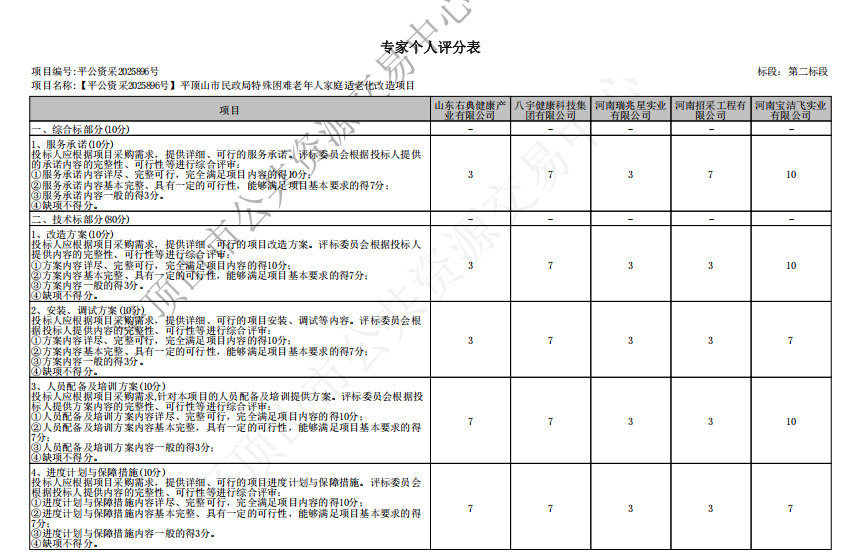 专家个人评分表
项目编号:平公资采2025896号
标段：第二标段
项目名称:【平公资采2025896号】平顶山市民政局特殊困难老年人家庭适老化改造项目
项目
山东右典健康产业有限公司
八字健康科技集团有限公司
河南瑞兆星实业有限公司
河南招采工程有限公司
河南宝洁飞实业有限公司
一、综合标部分(10分) - - - - -
1、服务承诺(10分)
投标人应根据项目采购需求，提供详细、可行的服务承诺。评标委员会根据投标人提供
的承诺内容的完整性、可行性等进行综合评审：
①服务承诺内容详尽、完整可行，完全满足项目内容的得10分；
②服务承诺内容基本完整、具有一定的可行性，能够满足项目基本要求的得7分；
③服务承诺内容一般的得3分。
④缺项不得分。
3 7 3 7 10
二、技术标部分(80分) - - - - -
1、改造方案(10分)
投标人应根据项目采购需求，提供详细、可行的项目改造方案。评标委员会根据投标人
提供内容的完整性、可行性等进行综合评审：
①方案内容详尽、完整可行，完全满足项目内容的得10分；
②方案内容基本完整、具有一定的可行性，能够满足项目基本要求的得7分；
③方案内容一般的得3分。
④缺项不得分。
3 7 3 3 10
2、安装、调试方案(10分)
投标人应根据项目采购需求，提供详细、可行的项目安装、调试等内容。评标委员会根
据投标人提供内容的完整性、可行性等进行综合评审：
①方案内容详尽、完整可行，完全满足项目内容的得10分；
②方案内容基本完整、具有一定的可行性，能够满足项目基本要求的得7分；
③方案内容一般的得3分。
④缺项不得分。
3 7 3 3 7
3、人员配备及培训方案(10分)
投标人应根据项目采购需求,针对本项目的人员配备及培训提供方案。评标委员会根据投
标人提供方案内容的完整性、可行性等进行综合评审：
①人员配备及培训方案内容详尽、完整可行，完全满足项目内容的得10分；
②人员配备及培训方案内容基本完整，具有一定的可行性，能够满足项目基本要求的得
7分；
③人员配备及培训方案内容一般的得3分；
④缺项不得分。
7 7 3 3 10
4、进度计划与保障措施(10分)
投标人应根据项目采购需求，提供详细、可行的项目进度计划与保障措施。评标委员会
根据投标人提供内容的完整性、可行性等进行综合评审：
①进度计划与保障措施内容详尽、完整可行，完全满足项目内容的得10分；
②进度计划与保障措施内容基本完整、具有一定的可行性，能够满足项目基本要求的得
7分；
③进度计划与保障措施内容一般的得3分。
④缺项不得分。
7 7 3 3 7
平顶山市公共资源交易中心
平顶山市公共资源交易中心